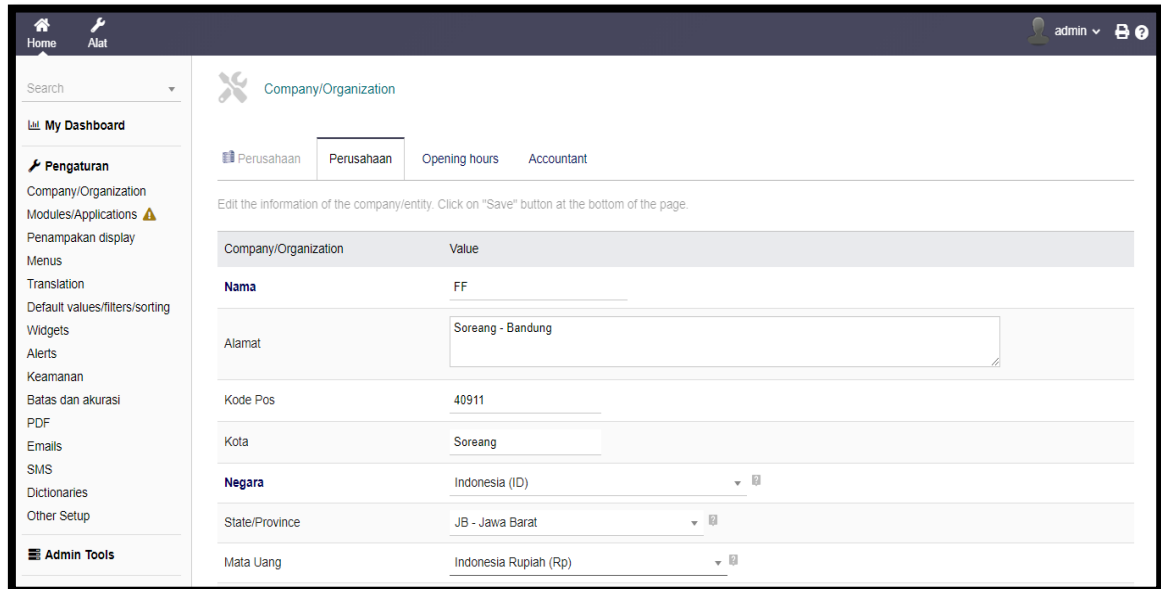 Home Alat admin
Search
My Dashboard
Pengaturan
Company/Organization
Modules/Applications
Penampakan display
Menus
Translation
Default values/filters/sorting
Widgets
Alerts
Keamanan
Batas dan akurasi
PDF
Emails
SMS
Dictionaries
Other Setup
Admin Tools
Company/Organization
Perusahaan Perusahaan Opening hours Accountant
Edit the information of the company/entity. Click on "Save" button at the bottom of the page.
Company/Organization Value
Nama FF
Alamat Soreang - Bandung
Kode Pos 40911
Kota Soreang
Negara Indonesia (ID)
State/Province JB - Jawa Barat
Mata Uang Indonesia Rupiah (Rp)